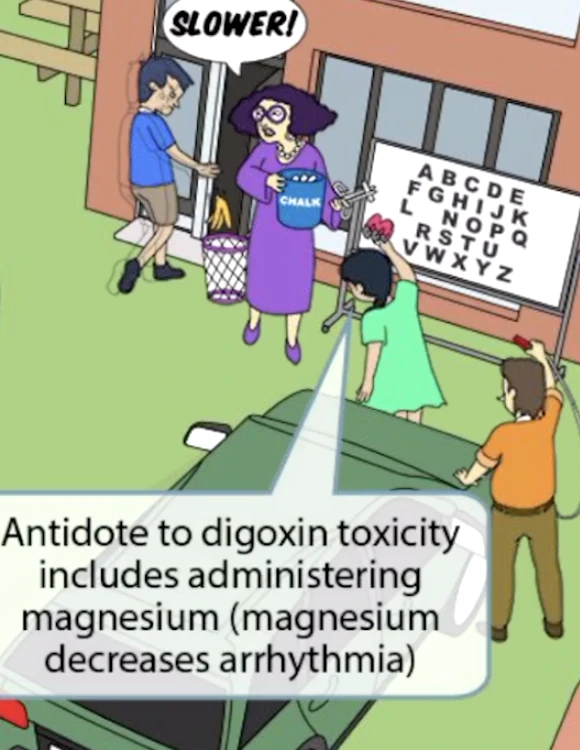 SLOWER!
CHALK
A B C D E
F G H I J K
L N O P Q
R S T U
V W X Y Z
Antidote to digoxin toxicity
includes administering
magnesium (magnesium
decreases arrhythmia)